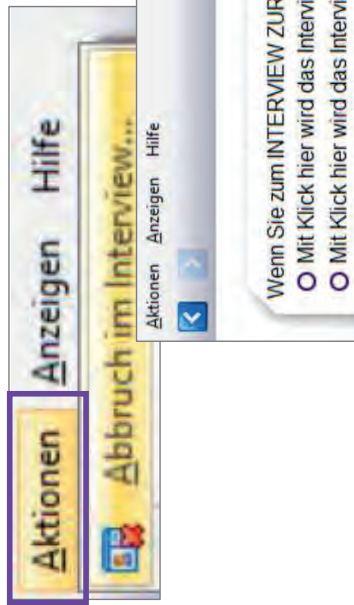 Aktionen Anzeigen Hilfe
Abbruch im Interview...
Aktionen Anzeigen Hilfe
Wenn Sie zum INTERVIEW ZUR
Mit Klick hier wird das Intervi
Mit Klick hier wird das Intervi